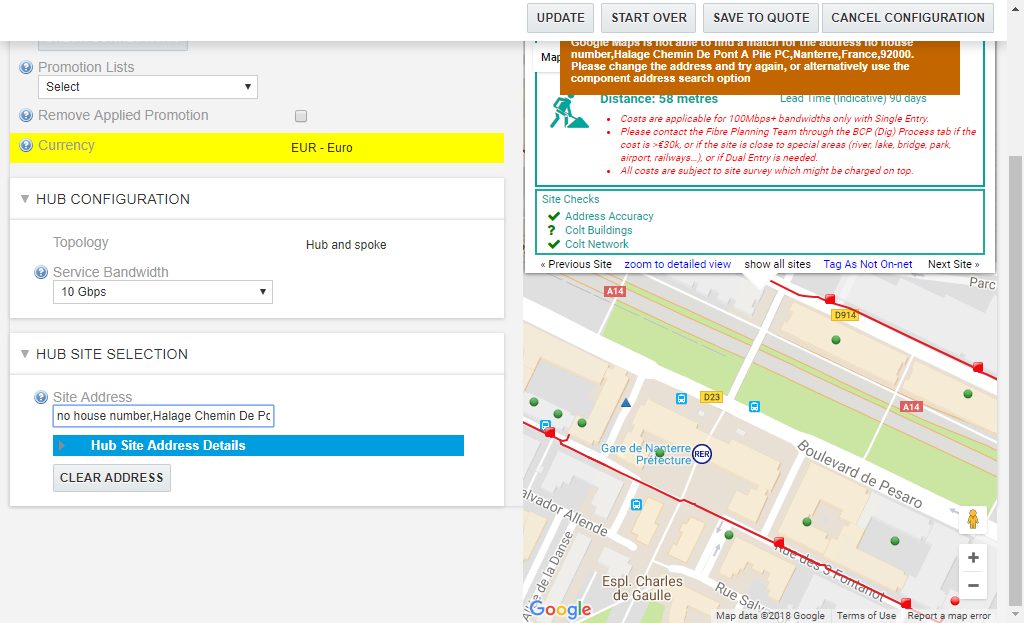 UPDATE
START OVER
SAVE TO QUOTE
CANCEL CONFIGURATION
Promotion Lists
Select
Remove Applied Promotion
Currency
EUR - Euro
HUB CONFIGURATION
Topology
Hub and spoke
Service Bandwidth
10 Gbps
HUB SITE SELECTION
Site Address
no house number,Halage Chemin De Po
Hub Site Address Details
CLEAR ADDRESS
Map
Google Maps is not able to find a match for the address no house
number,Halage Chemin De Pont A Pile PC,Nanterre,France,92000.
Please change the address and try again, or alternatively use the
component address search option
Distance: 58 metres
Lead Time (Indicative) 90 days
Costs are applicable for 100Mbps+ bandwidths only with Single Entry.
Please contact the Fibre Planning Team through the BCP (Dig) Process tab if the
cost is >€30k, or if the site is close to special areas (river, lake, bridge, park,
airport, railways...), or if Dual Entry is needed.
All costs are subject to site survey which might be charged on top.
Site Checks
Address Accuracy
? Colt Buildings
Colt Network
« Previous Site
zoom to detailed view
show all sites
Tag As Not On-net
Next Site »
Parc
A14
D914
D23
A14
Gare de Nanterre
Préfecture
RER
Boulevard de Pesaro
Salvador Allende
de la Danse
Rue des 3 Fontanot
Espl. Charles
de Gaulle
Rue Salv
+
−
Google
Map data ©2018 Google
Terms of Use
Report a map error